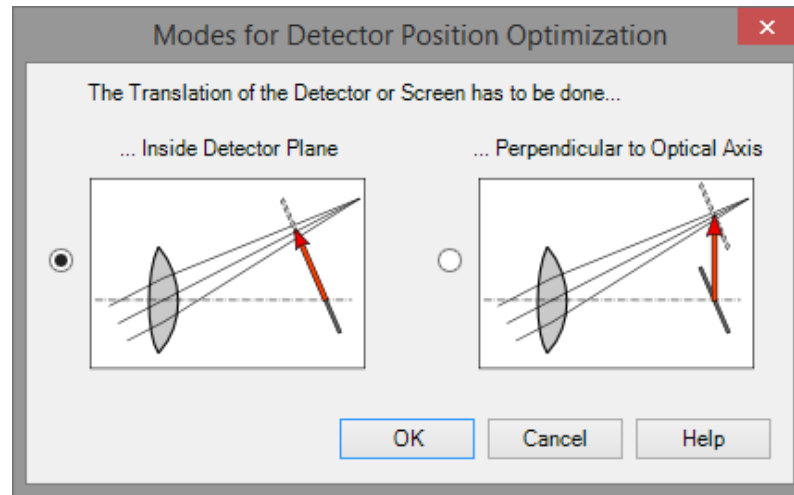 Modes for Detector Position Optimization
The Translation of the Detector or Screen has to be done...
... Inside Detector Plane
... Perpendicular to Optical Axis
OK
Cancel
Help